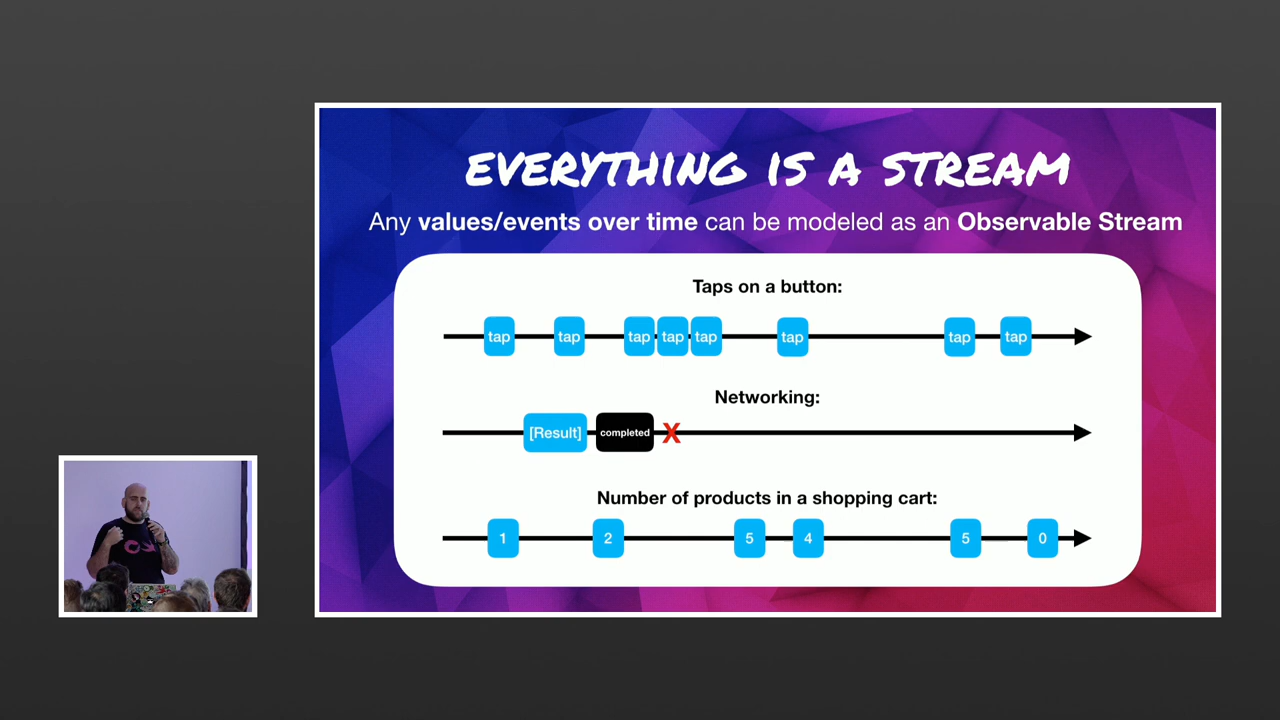 EVERYTHING IS A STREAM
Any values/events over time can be modeled as an Observable Stream
Taps on a button:
tap tap tap tap tap tap tap tap
Networking:
[Result] completed X
Number of products in a shopping cart:
1 2 5 4 5 0